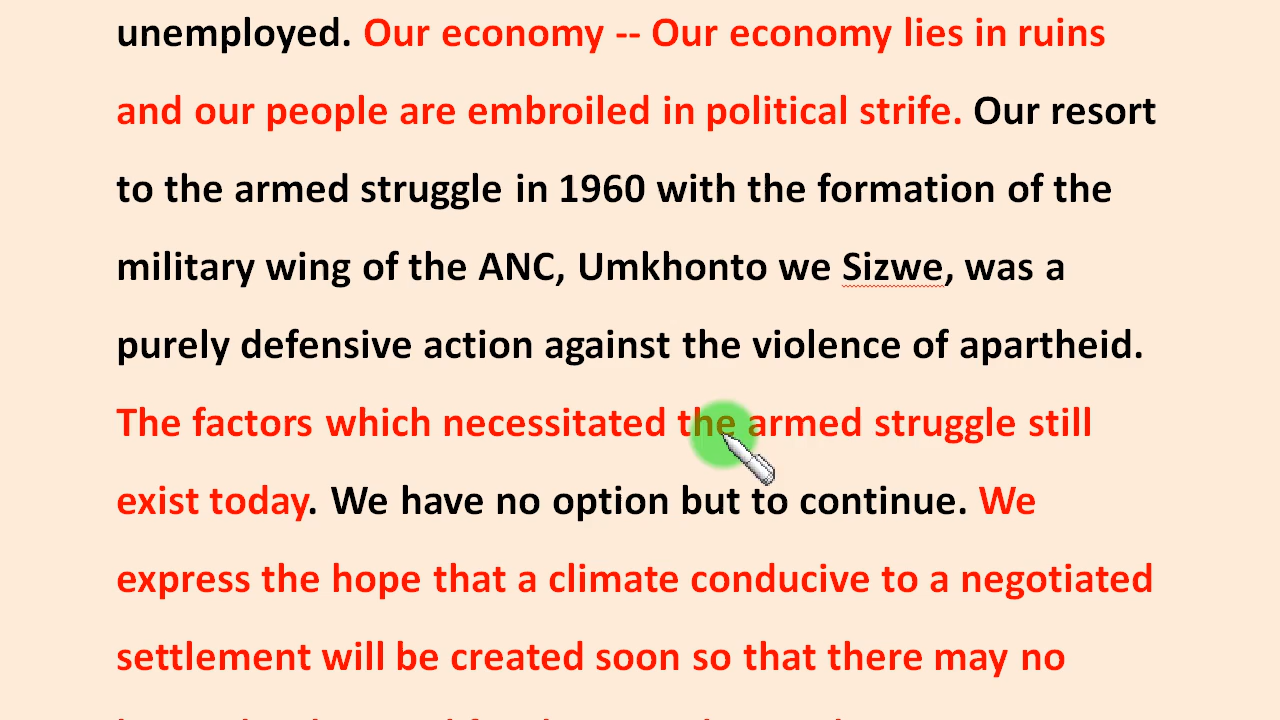 unemployed. Our economy -- Our economy lies in ruins
and our people are embroiled in political strife. Our resort
to the armed struggle in 1960 with the formation of the
military wing of the ANC, Umkhonto we Sizwe, was a
purely defensive action against the violence of apartheid.
The factors which necessitated the armed struggle still
exist today. We have no option but to continue. We
express the hope that a climate conducive to a negotiated
settlement will be created soon so that there may no